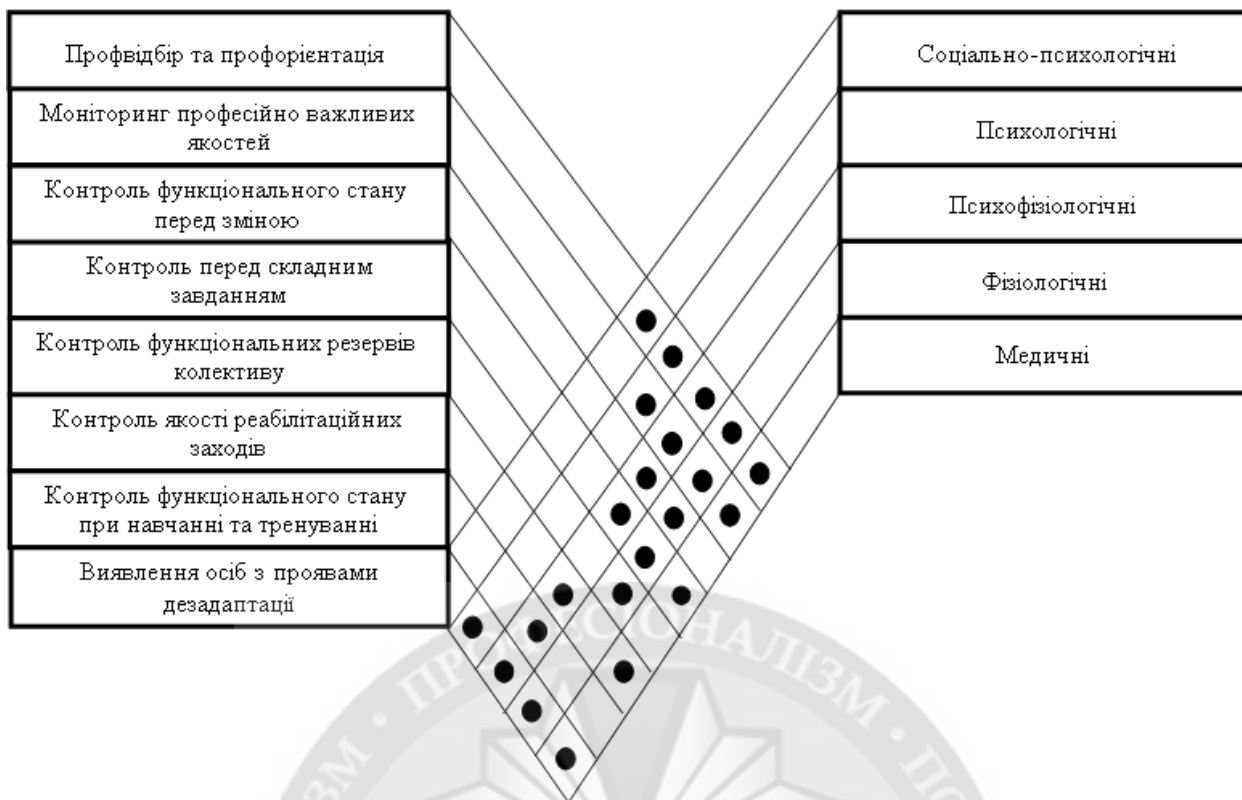 Профвідбір та профорієнтація
Моніторинг професійно важливих
якостей
Контроль функціонального стану
перед зміною
Контроль перед складним
завданням
Контроль функціональних резервів
колективу
Контроль якості реабілітаційних
заходів
Контроль функціонального стану
при навчанні та тренуванні
Виявлення осіб з проявами
дезадаптації
Соціально-психологічні
Психологічні
Психофізіологічні
Фізіологічні
Медичні
ПРОФЕСІОНАЛІЗМ